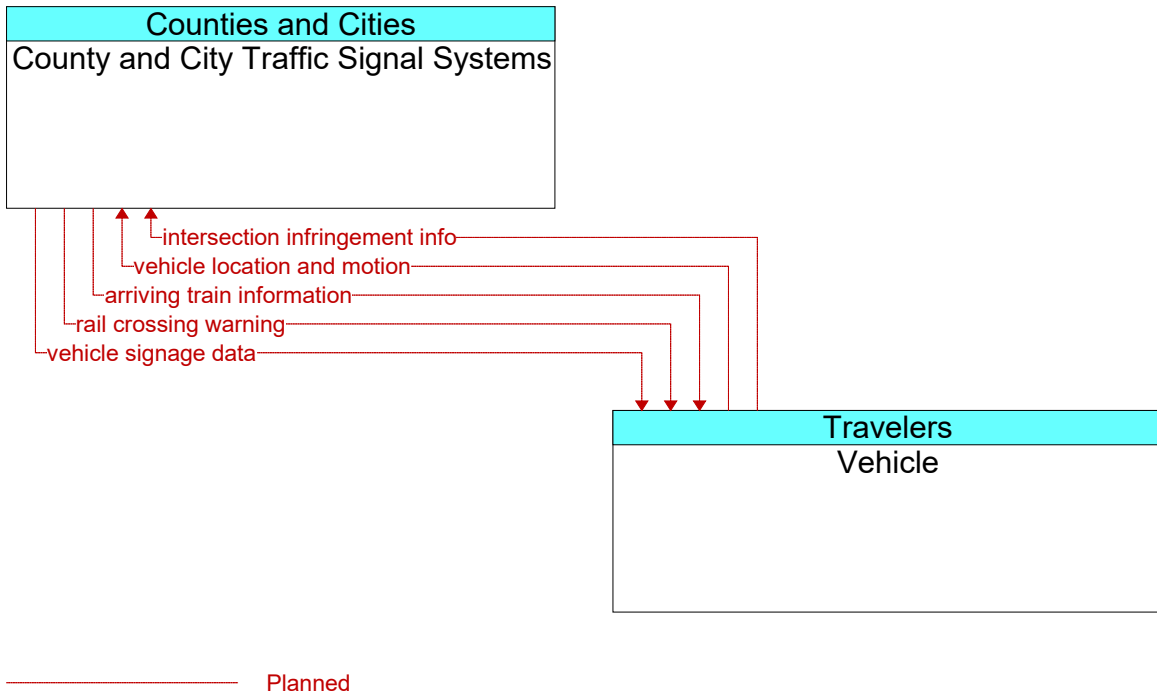 Counties and Cities
County and City Traffic Signal Systems
intersection infringement info
vehicle location and motion
arriving train information
rail crossing warning
vehicle signage data
Travelers
Vehicle
Planned